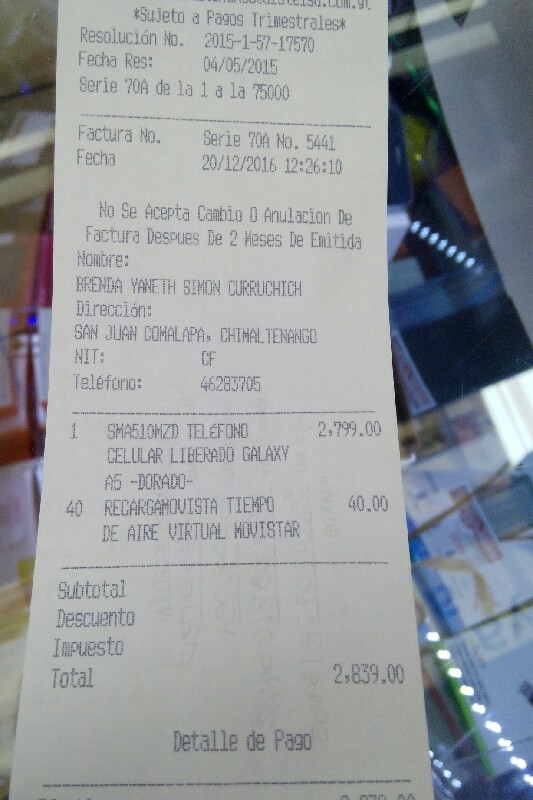 *Sujeto a Pagos Trimestrales*
Resolución No. 2015-1-57-17570
Fecha Res: 04/05/2015
Serie 70A de la 1 a la 75000
Factura No. Serie 70A No. 5441
Fecha 20/12/2016 12:26:10
No Se Acepta Cambio O Anulacion De
Factura Despues De 2 Meses De Emitida
Nombre:
BRENDA YANETH SIMON CURRUCHICH
Dirección:
SAN JUAN COMALAPA, CHIMALTENANGO
NIT: CF
Teléfono: 46283705
1 SMA510MZD TELÉFONO 2,799.00
CELULAR LIBERADO GALAXY
A5 -DORADO-
40 RECARGAMOVISTA TIEMPO 40.00
DE AIRE VIRTUAL MOVISTAR
Subtotal
Descuento
Impuesto
Total 2,839.00
Detalle de Pago